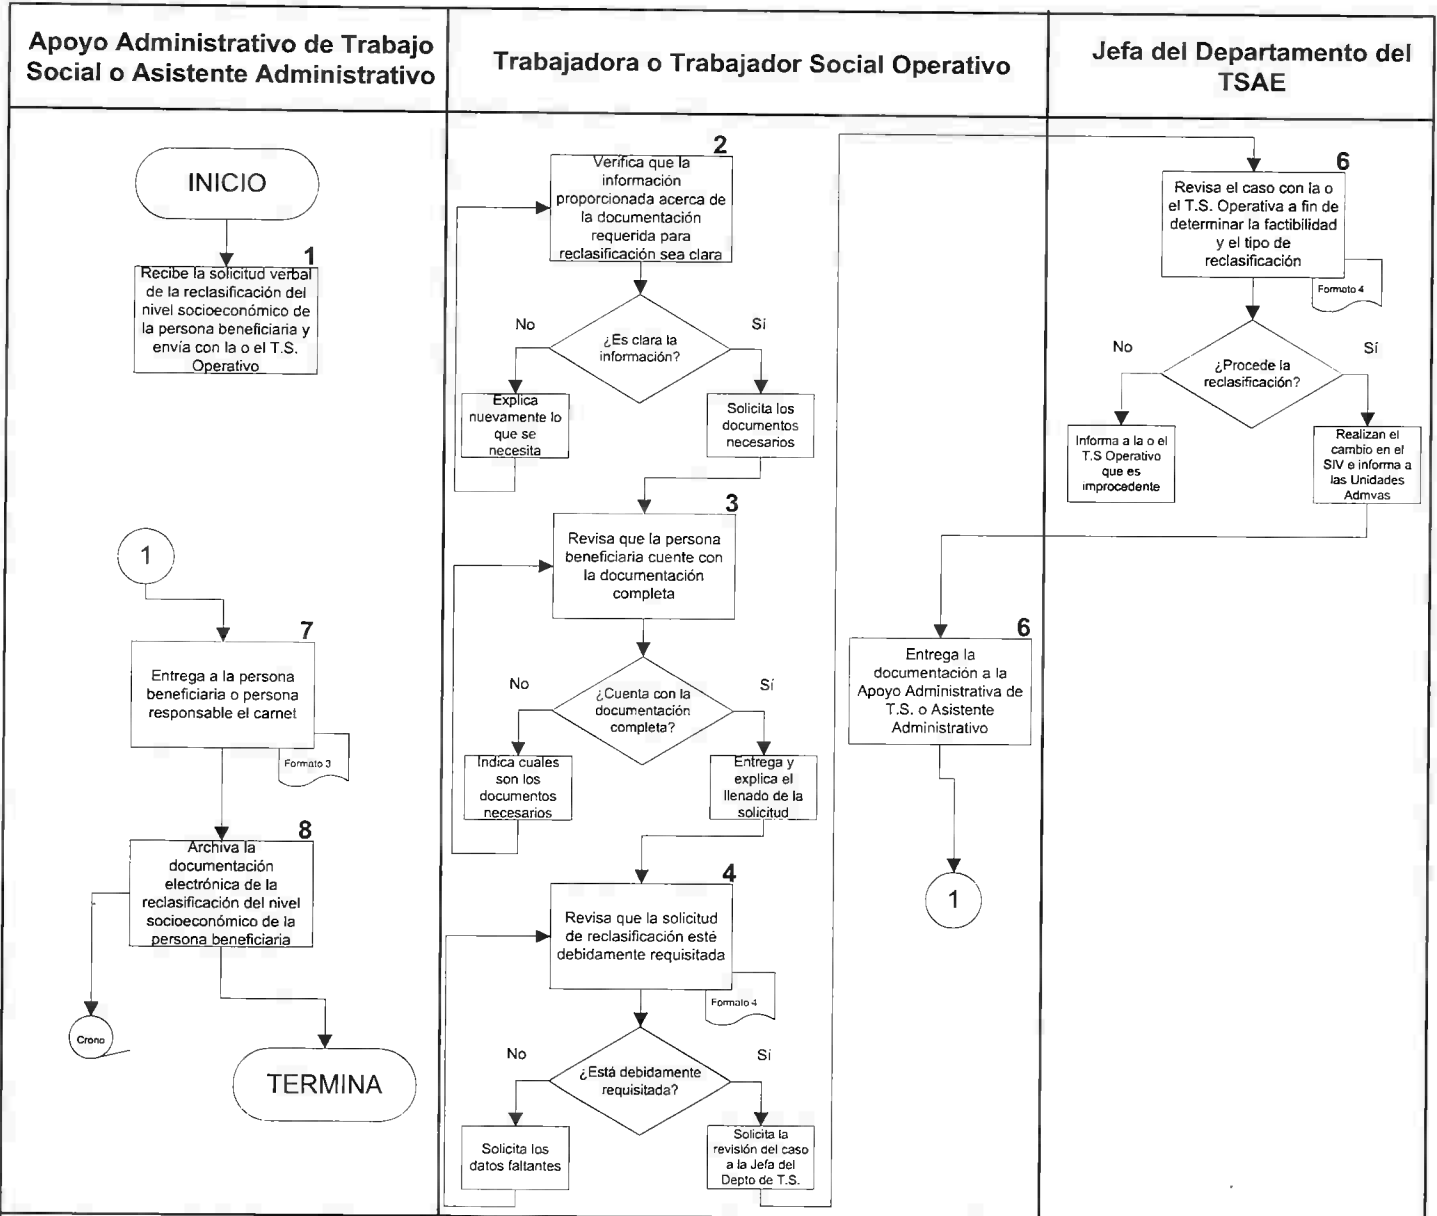 Apoyo Administrativo de Trabajo
Social o Asistente Administrativo
Trabajadora o Trabajador Social Operativo
Jefa del Departamento del
TSAE
INICIO
1
Recibe la solicitud verbal
de la reclasificación del
nivel socioeconómico de
la persona beneficiaria y
envía con la o el T.S.
Operativo
1
7
Entrega a la persona
beneficiaria o persona
responsable el carnet
Formato 3
8
Archiva la
documentación
electrónica de la
reclasificación del nivel
socioeconómico de la
persona beneficiaria
Crono
TERMINA
2
Verifica que la
información
proporcionada acerca de
la documentación
requerida para
reclasificación sea clara
No
Sí
¿Es clara la
información?
Explica
nuevamente lo
que se
necesita
Solicita los
documentos
necesarios
3
Revisa que la persona
beneficiaria cuente con
la documentación
completa
No
Sí
¿Cuenta con la
documentación
completa?
Indica cuales
son los
documentos
necesarios
Entrega y
explica el
llenado de la
solicitud
4
Revisa que la solicitud
de reclasificación esté
debidamente requisitada
Formato 4
No
Sí
¿Está debidamente
requisitada?
Solicita los
datos faltantes
Solicita la
revisión del caso
a la Jefa del
Depto de T.S.
6
Entrega la
documentación a la
Apoyo Administrativa de
T.S. o Asistente
Administrativo
1
6
Revisa el caso con la o
el T.S. Operativa a fin de
determinar la factibilidad
y el tipo de
reclasificación
Formato 4
No
Sí
¿Procede la
reclasificación?
Informa a la o el
T.S Operativo
que es
improcedente
Realizan el
cambio en el
SIV e informa a
las Unidades
Admvas